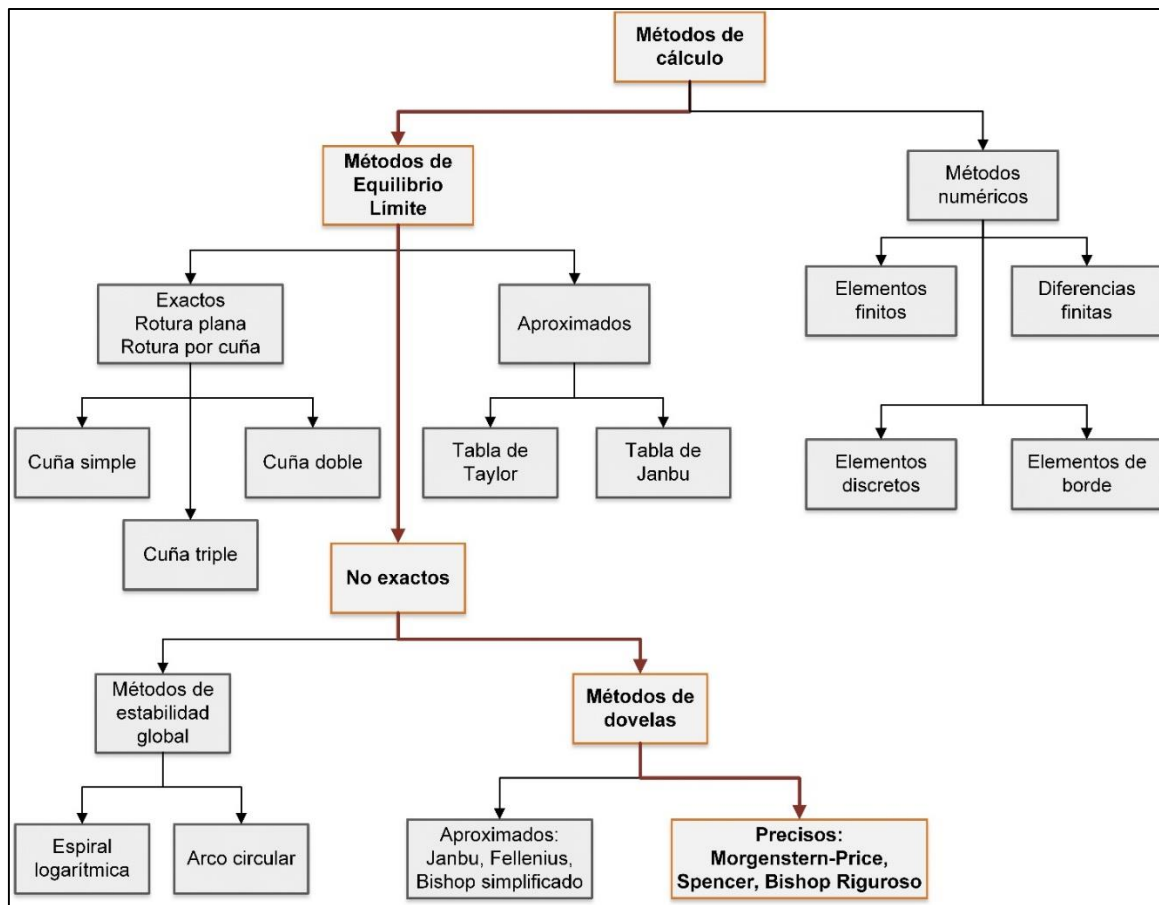 Métodos de
cálculo
Métodos de
Equilibrio
Límite
Métodos
numéricos
Exactos
Rotura plana
Rotura por cuña
Aproximados
Elementos
finitos
Diferencias
finitas
Cuña simple
Cuña doble
Tabla de
Taylor
Tabla de
Janbu
Elementos
discretos
Elementos de
borde
Cuña triple
No exactos
Métodos de
estabilidad
global
Métodos de
dovelas
Espiral
logarítmica
Arco circular
Aproximados:
Janbu, Fellenius,
Bishop simplificado
Precisos:
Morgenstern-Price,
Spencer, Bishop Riguroso